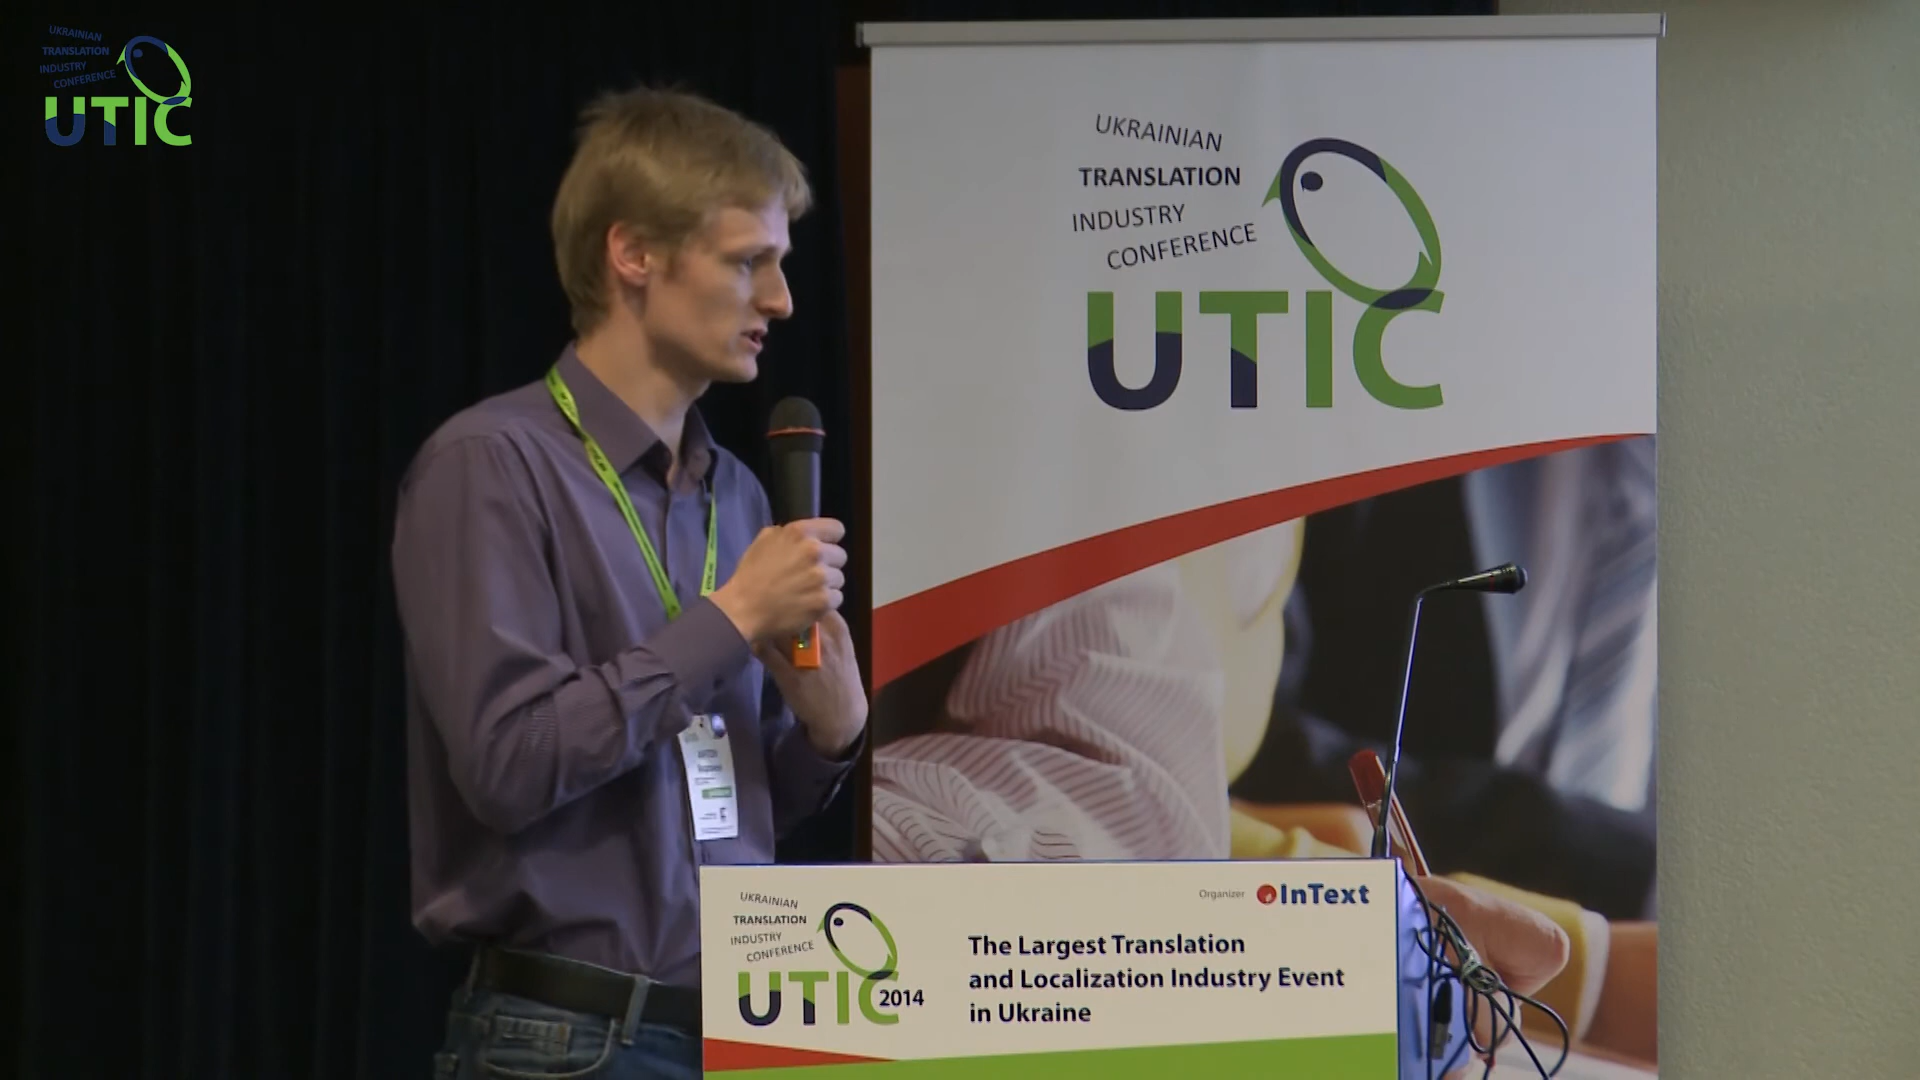 UKRAINIAN
TRANSLATION
INDUSTRY
CONFERENCE
UTIC
UKRAINIAN
TRANSLATION
INDUSTRY
CONFERENCE
UTIC
UKRAINIAN
TRANSLATION
INDUSTRY
CONFERENCE
UTIC
2014
Organizer InText
The Largest Translation
and Localization Industry Event
in Ukraine